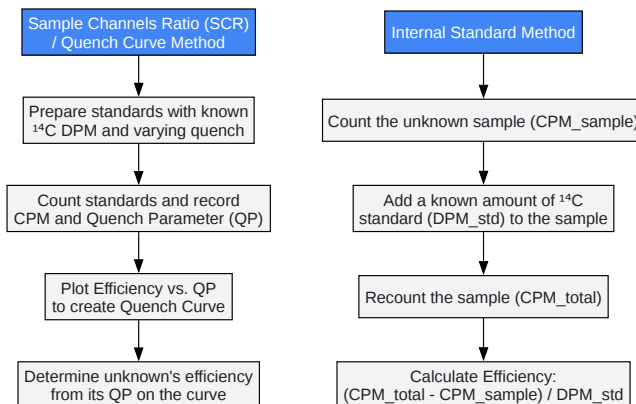 Sample Channels Ratio (SCR)
/ Quench Curve Method
Prepare standards with known
¹⁴C DPM and varying quench
Count standards and record
CPM and Quench Parameter (QP)
Plot Efficiency vs. QP
to create Quench Curve
Determine unknown's efficiency
from its QP on the curve
Internal Standard Method
Count the unknown sample (CPM_sample)
Add a known amount of ¹⁴C
standard (DPM_std) to the sample
Recount the sample (CPM_total)
Calculate Efficiency:
(CPM_total - CPM_sample) / DPM_std